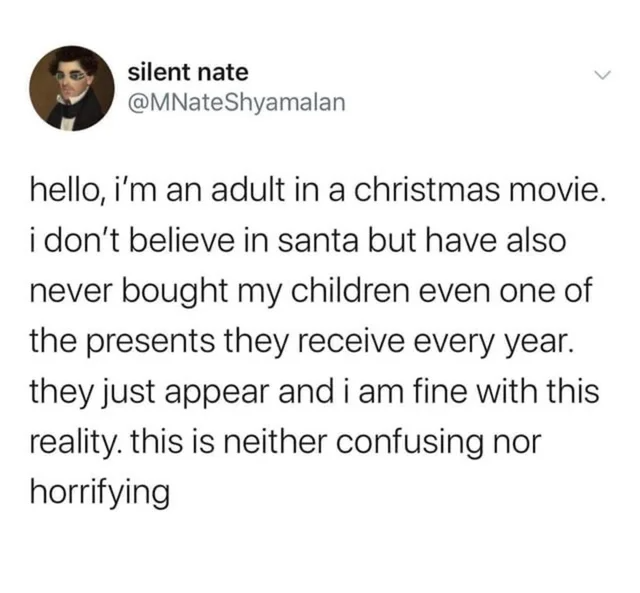 silent nate
@MNateShyamalan
hello, i'm an adult in a christmas movie.
i don't believe in santa but have also
never bought my children even one of
the presents they receive every year.
they just appear and i am fine with this
reality. this is neither confusing nor
horrifying